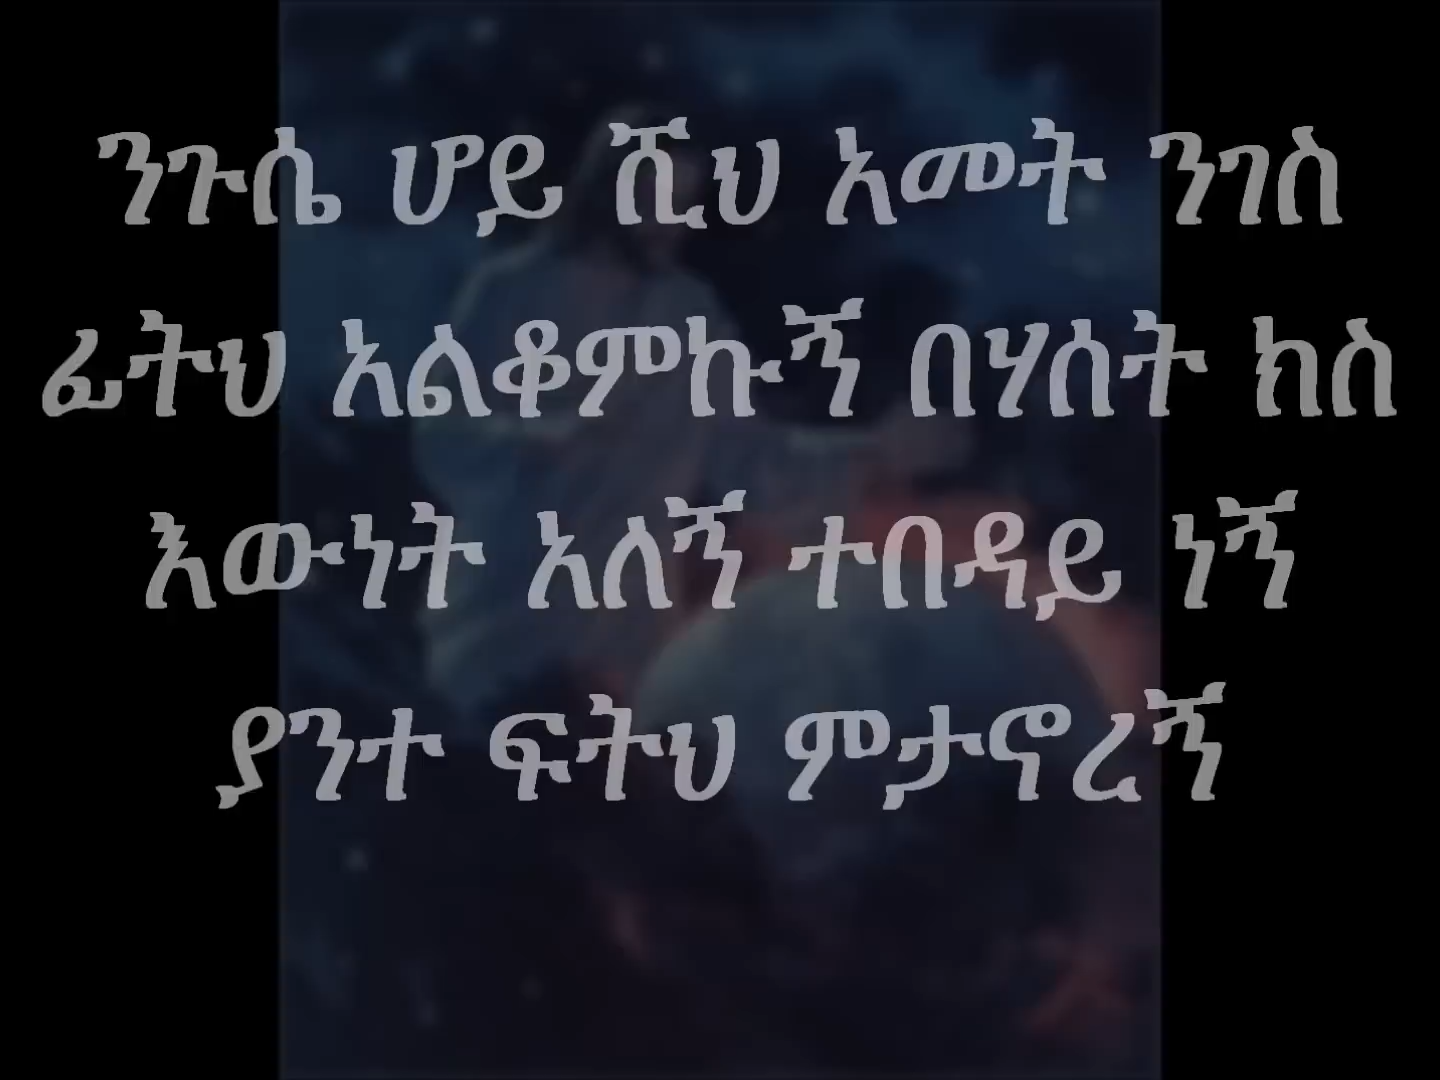 ንጉሴ ሆይ ሺህ አመት ንገስ
ፊትህ አልቆምኩኝ በሃሰት ክስ
እውነት አለኝ ተበዳይ ነኝ
ያንተ ፍትህ ምታኖረኝ